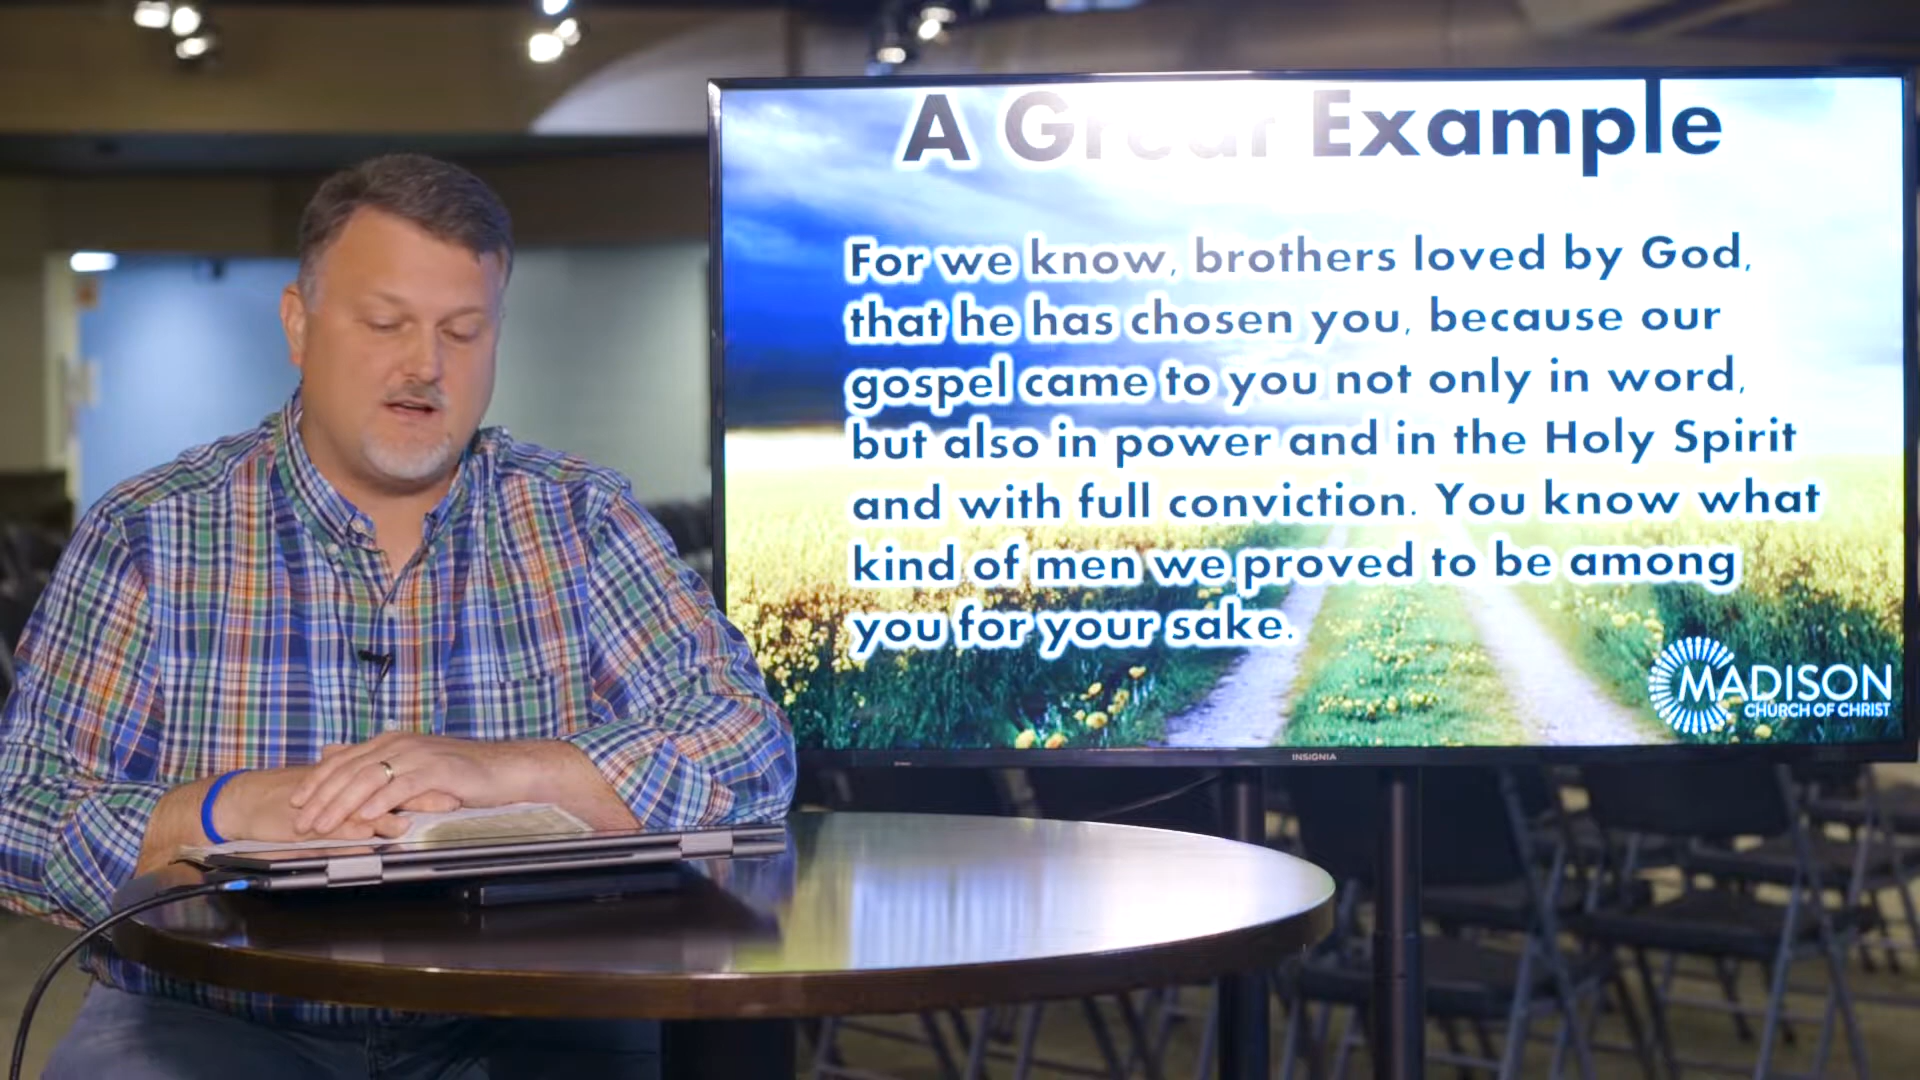 A Great Example
For we know, brothers loved by God,
that he has chosen you, because our
gospel came to you not only in word,
but also in power and in the Holy Spirit
and with full conviction. You know what
kind of men we proved to be among
you for your sake.
MADISON
CHURCH OF CHRIST
INSIGNIA